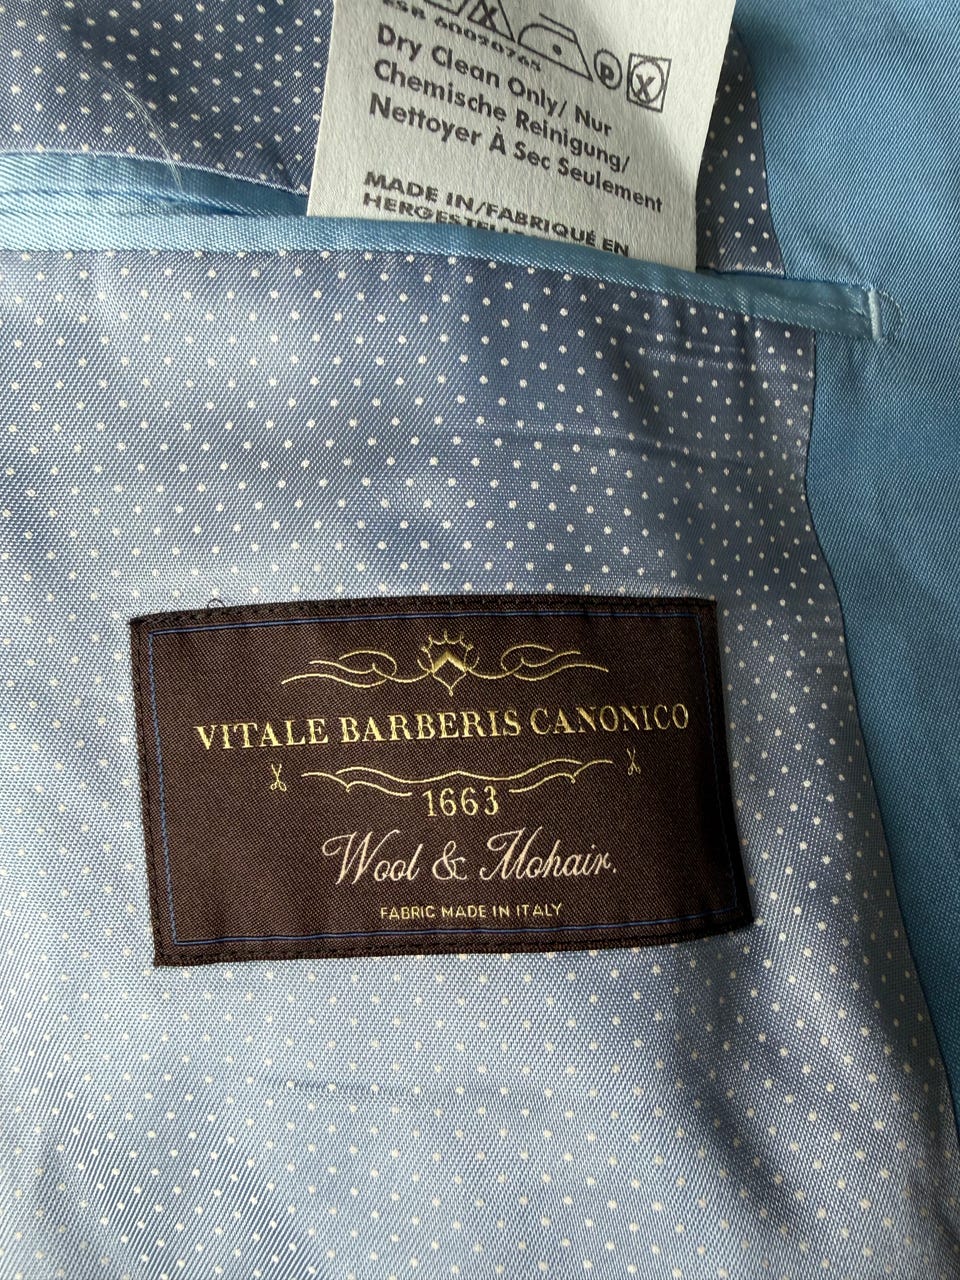 Dry Clean Only/ Nur
Chemische Reinigung/
Nettoyer À Sec Seulement
MADE IN/FABRIQUÉ EN
VITALE BARBERIS CANONICO
1663
Wool & Mohair.
FABRIC MADE IN ITALY